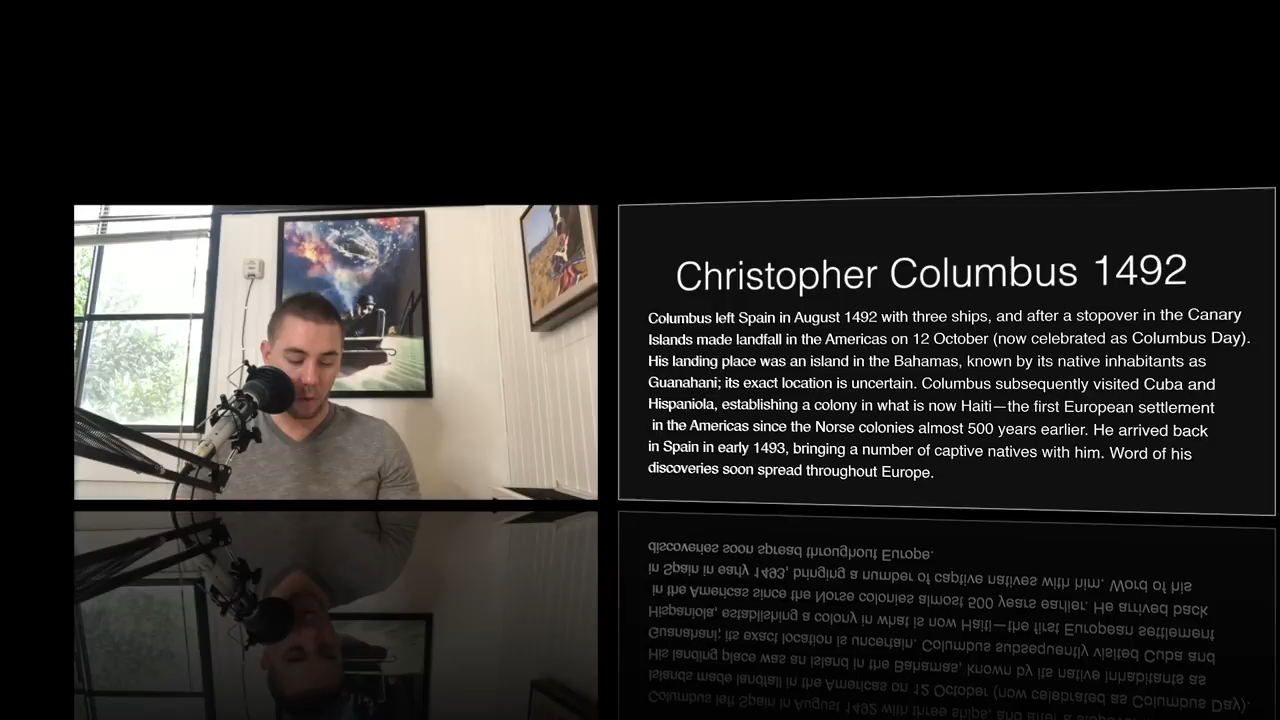 Christopher Columbus 1492
Columbus left Spain in August 1492 with three ships, and after a stopover in the Canary
Islands made landfall in the Americas on 12 October (now celebrated as Columbus Day).
His landing place was an island in the Bahamas, known by its native inhabitants as
Guanahani; its exact location is uncertain. Columbus subsequently visited Cuba and
Hispaniola, establishing a colony in what is now Haiti—the first European settlement
in the Americas since the Norse colonies almost 500 years earlier. He arrived back
in Spain in early 1493, bringing a number of captive natives with him. Word of his
discoveries soon spread throughout Europe.